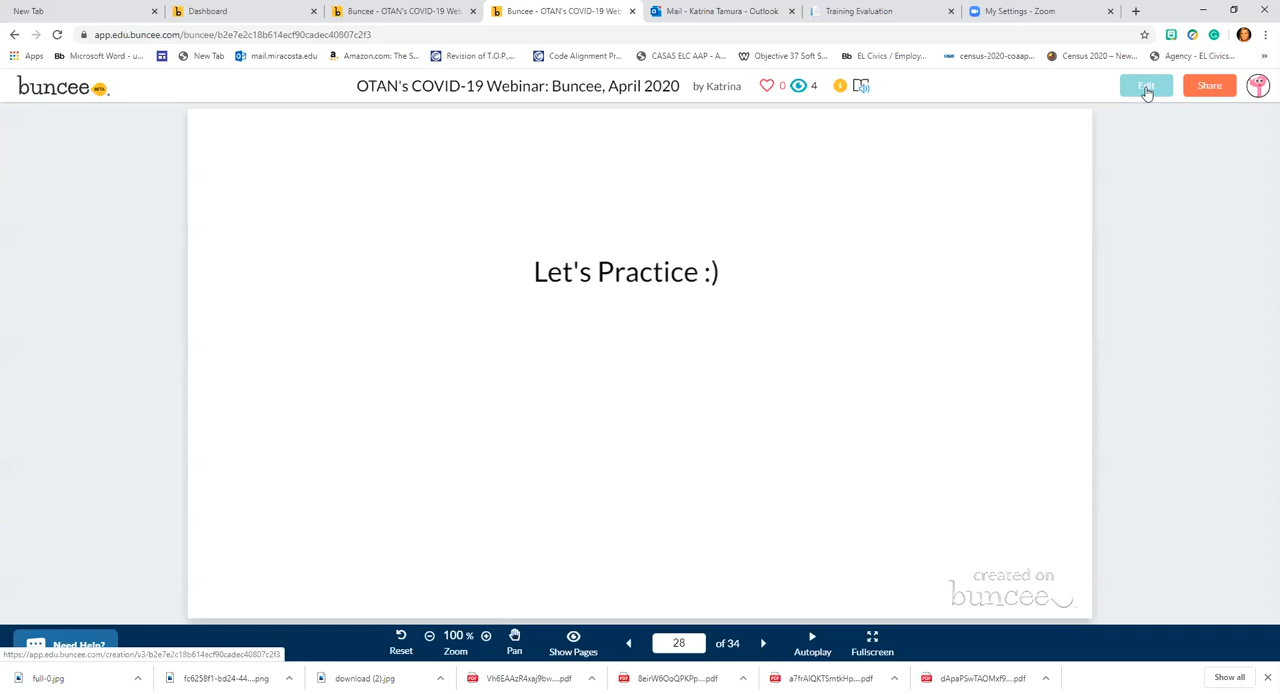 New Tab
Dashboard
Buncee - OTAN's COVID-19 Web
Buncee - OTAN's COVID-19 Web
Mail - Katrina Tamura - Outlook
Training Evaluation
My Settings - Zoom
app.edu.buncee.com/buncee/b2e7e2c18b614ecf90cadec40807c2f3
Apps
Bb Microsoft Word - u...
New Tab
mail.miracosta.edu
Amazon.com: The S...
Revision of T.O.P.,...
Code Alignment Pr...
CASAS ELC AAP - A...
Objective 37 Soft S...
Bb EL Civics / Employ...
census-2020-coaap...
Census 2020 – New...
Agency - EL Civics...
buncee BETA
OTAN's COVID-19 Webinar: Buncee, April 2020 by Katrina 0 4
Edit
Share
Let's Practice :)
created on
buncee
Need Help?
Reset
100 %
Zoom
Pan
Show Pages
28 of 34
Autoplay
Fullscreen
https://app.edu.buncee.com/creation/v3/b2e7e2c18b614ecf90cadec40807c2f3
full-0.jpg
fc6258f1-bd24-44....png
download (2).jpg
Vh6EAAzR4xaj9bw....pdf
8eirW6OoQPKPp....pdf
a7frAlQKTSmtkHp....pdf
dApaPSwTAOMxf9....pdf
Show all